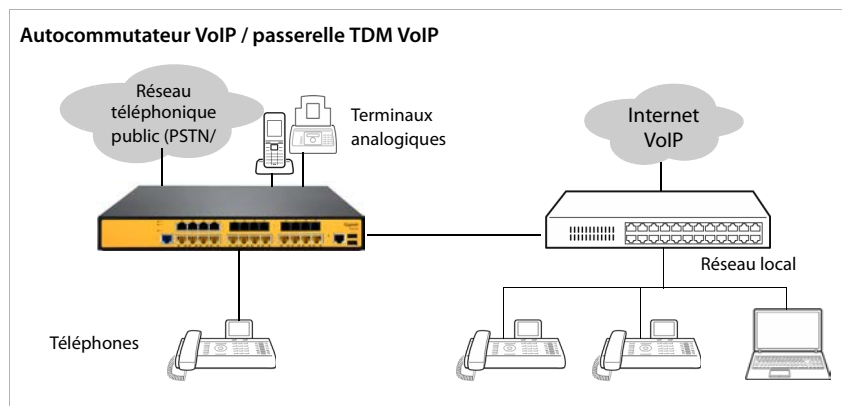 Autocommutateur VoIP / passerelle TDM VoIP
Réseau
téléphonique
public (PSTN/
Terminaux
analogiques
Internet
VoIP
Réseau local
Téléphones